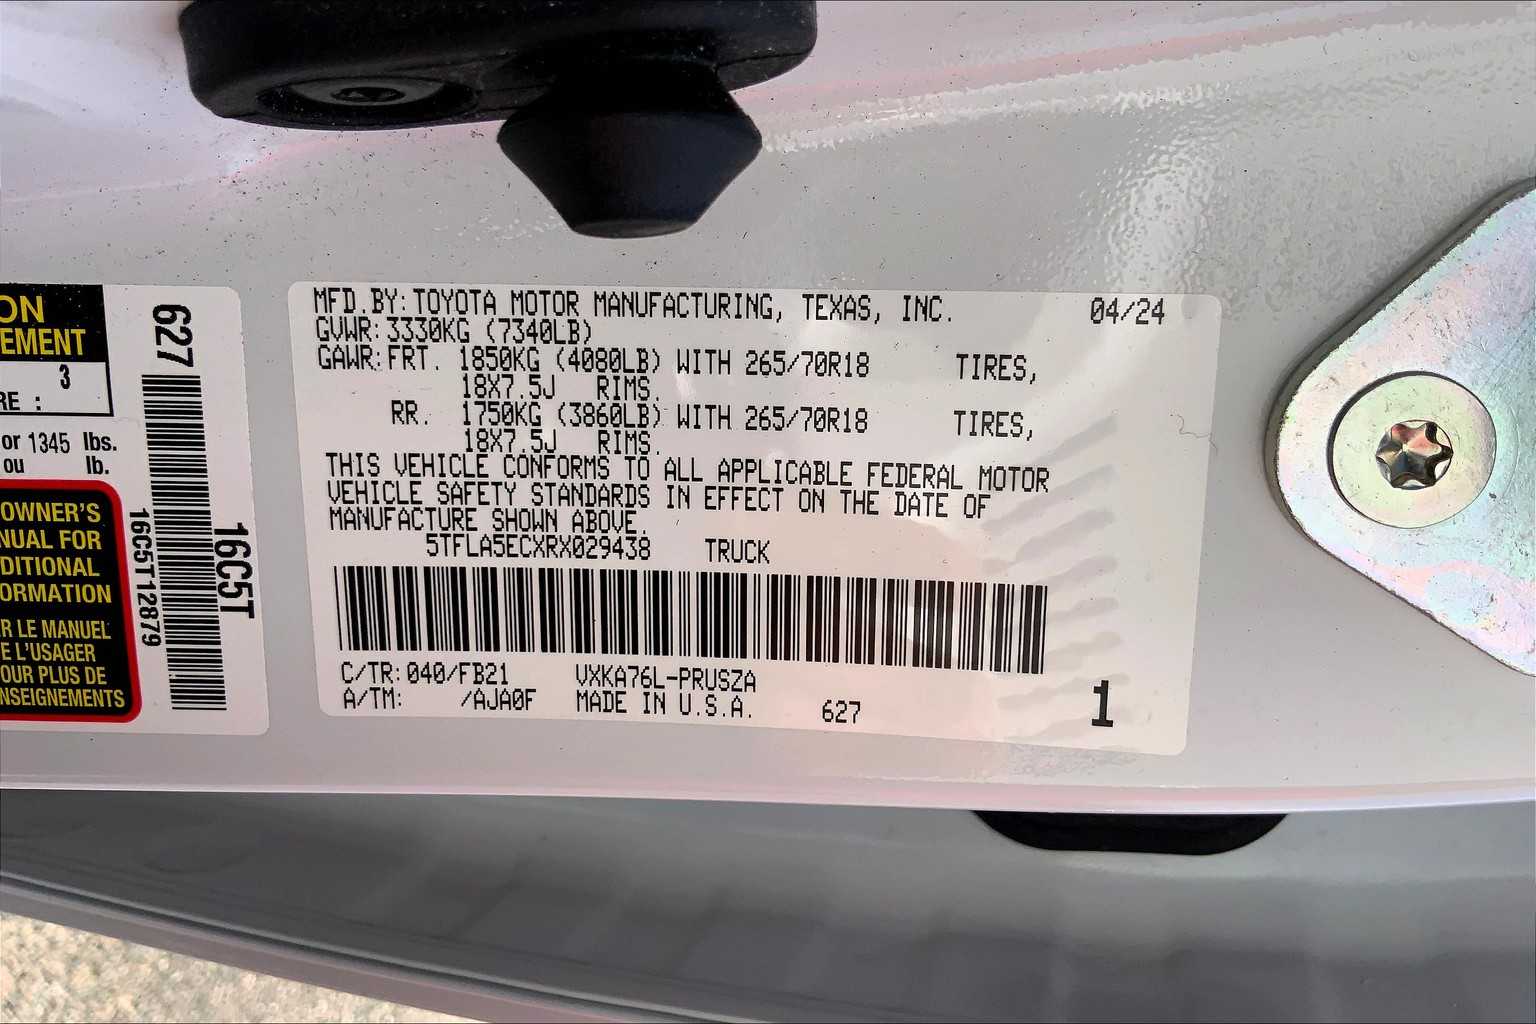 ON
EMENT
3
RE :
or 1345 lbs.
ou lb.
OWNER'S
NUAL FOR
DITIONAL
ORMATION
R LE MANUEL
E L'USAGER
OUR PLUS DE
NSEIGNEMENTS
627
16C5T12879
16C5T
MFD.BY:TOYOTA MOTOR MANUFACTURING, TEXAS, INC. 04/24
GVWR:3330KG (7340LB)
GAWR:FRT. 1850KG (4080LB) WITH 265/70R18 TIRES,
18X7.5J RIMS.
RR. 1750KG (3860LB) WITH 265/70R18 TIRES,
18X7.5J RIMS.
THIS VEHICLE CONFORMS TO ALL APPLICABLE FEDERAL MOTOR
VEHICLE SAFETY STANDARDS IN EFFECT ON THE DATE OF
MANUFACTURE SHOWN ABOVE.
5TFLA5ECXRX029438 TRUCK
C/TR:040/FB21 VXKA76L-PRUSZA
A/TM: /AJA0F MADE IN U.S.A. 627
1